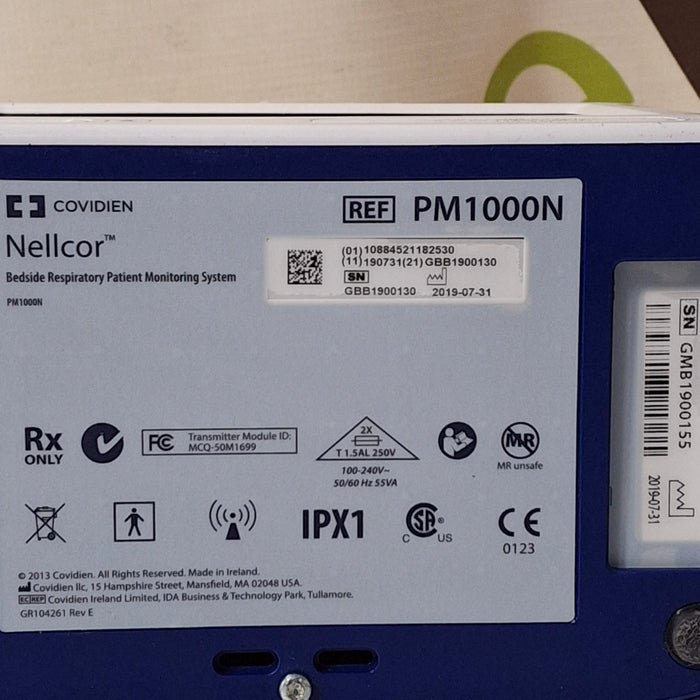 COVIDIEN
REF PM1000N
Nellcor™
Bedside Respiratory Patient Monitoring System
PM1000N
(01)10884521182530
(11)190731(21)GBB1900130
SN
GBB1900130 2019-07-31
Rx
ONLY
FC Transmitter Module ID:
MCQ-50M1699
2X
T 1.5AL 250V
100-240V~
50/60 Hz 55VA
MR
MR unsafe
IPX1
C SA® US
CE
0123
© 2013 Covidien. All Rights Reserved. Made in Ireland.
Covidien llc, 15 Hampshire Street, Mansfield, MA 02048 USA.
EC REP Covidien Ireland Limited, IDA Business & Technology Park, Tullamore.
GR104261 Rev E
SN GMB1900155
2019-07-31